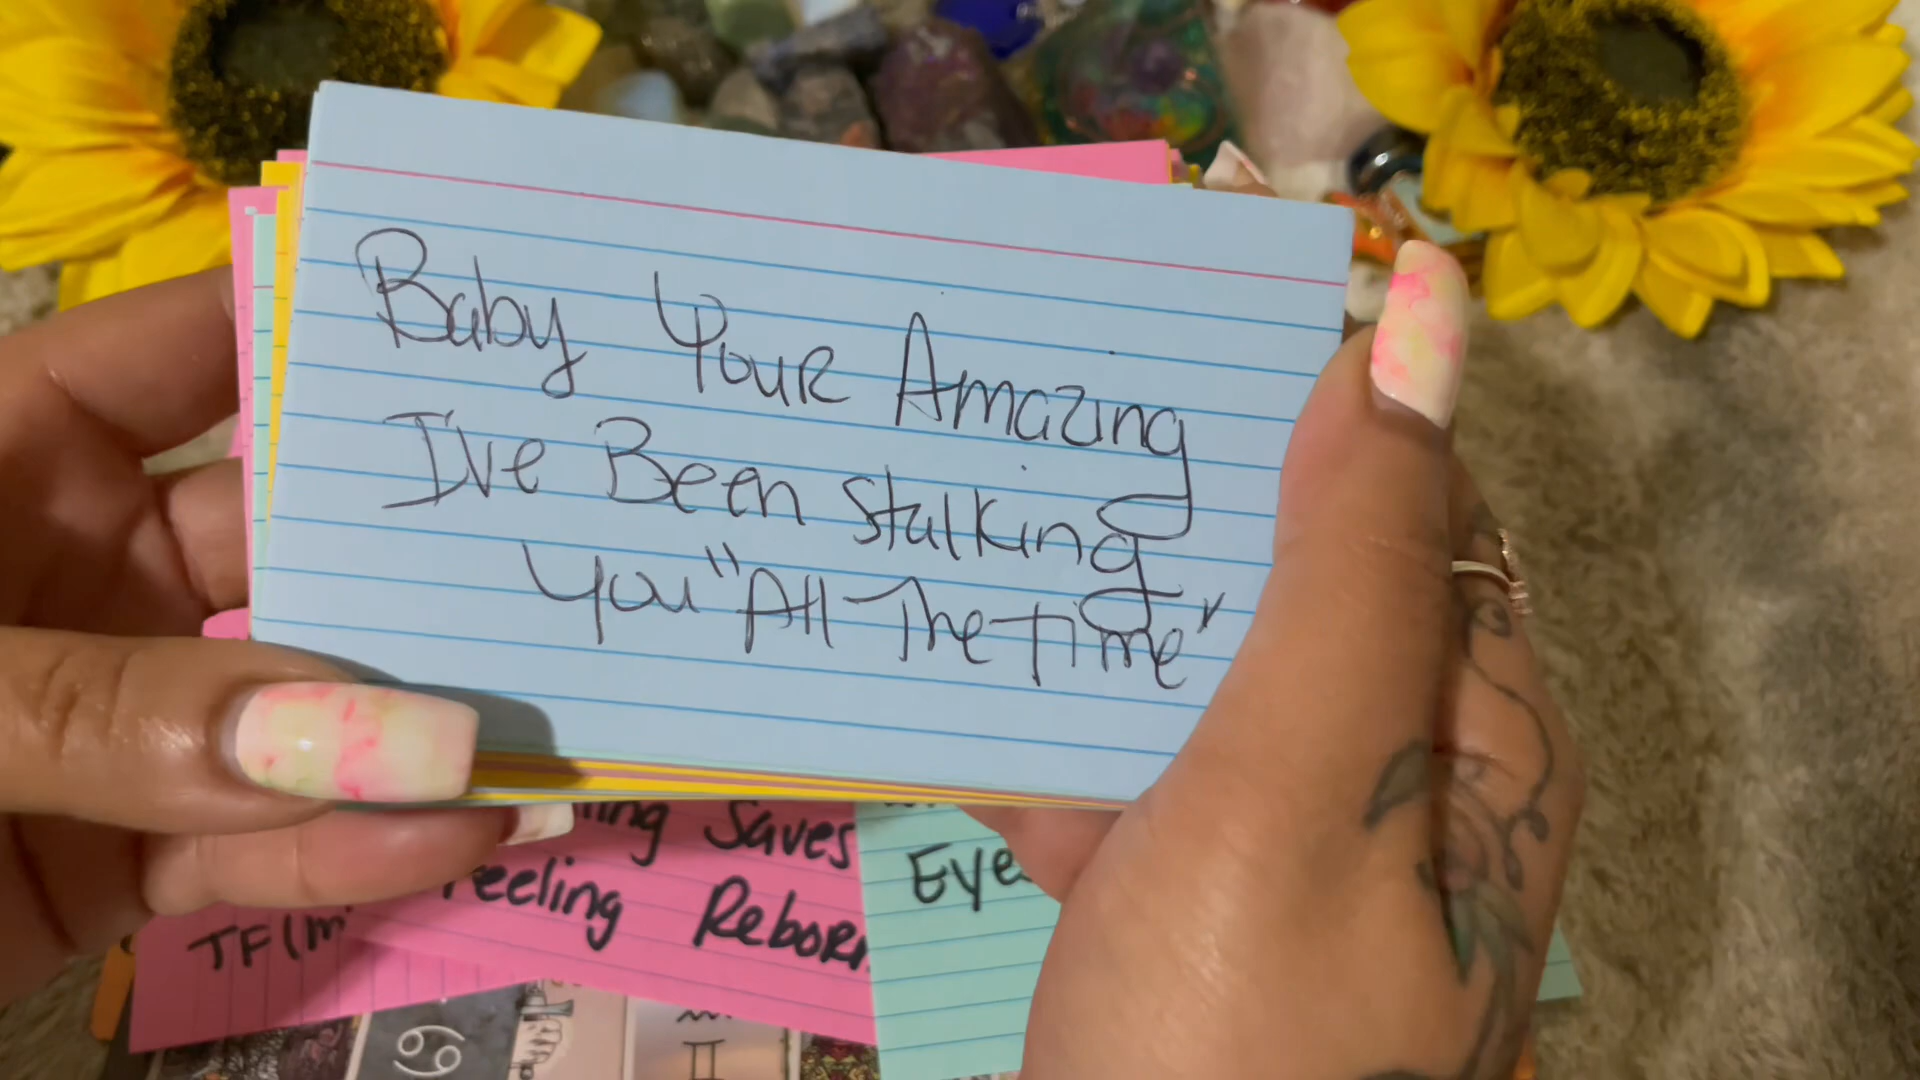 Baby Your Amazing
I've Been Stalking
You "All The Time"
Saves
Feeling Reborn
TF(m
Eye